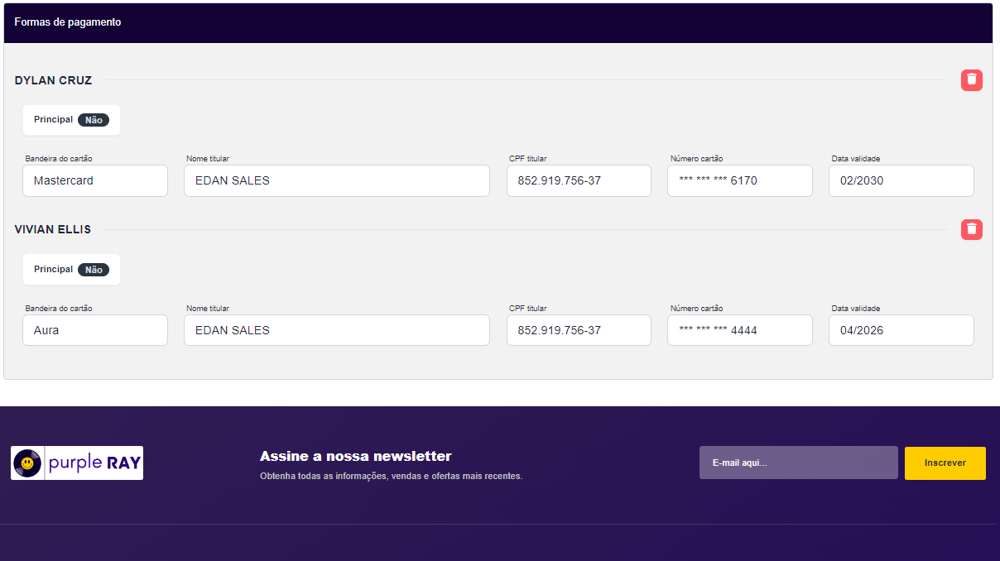 Formas de pagamento
DYLAN CRUZ
Principal Não
Bandeira do cartão Nome titular CPF titular Número cartão Data validade
Mastercard EDAN SALES 852.919.756-37 *** *** *** 6170 02/2030
VIVIAN ELLIS
Principal Não
Bandeira do cartão Nome titular CPF titular Número cartão Data validade
Aura EDAN SALES 852.919.756-37 *** *** *** 4444 04/2026
purple RAY
Assine a nossa newsletter
Obtenha todas as informações, vendas e ofertas mais recentes.
E-mail aqui...
Inscrever